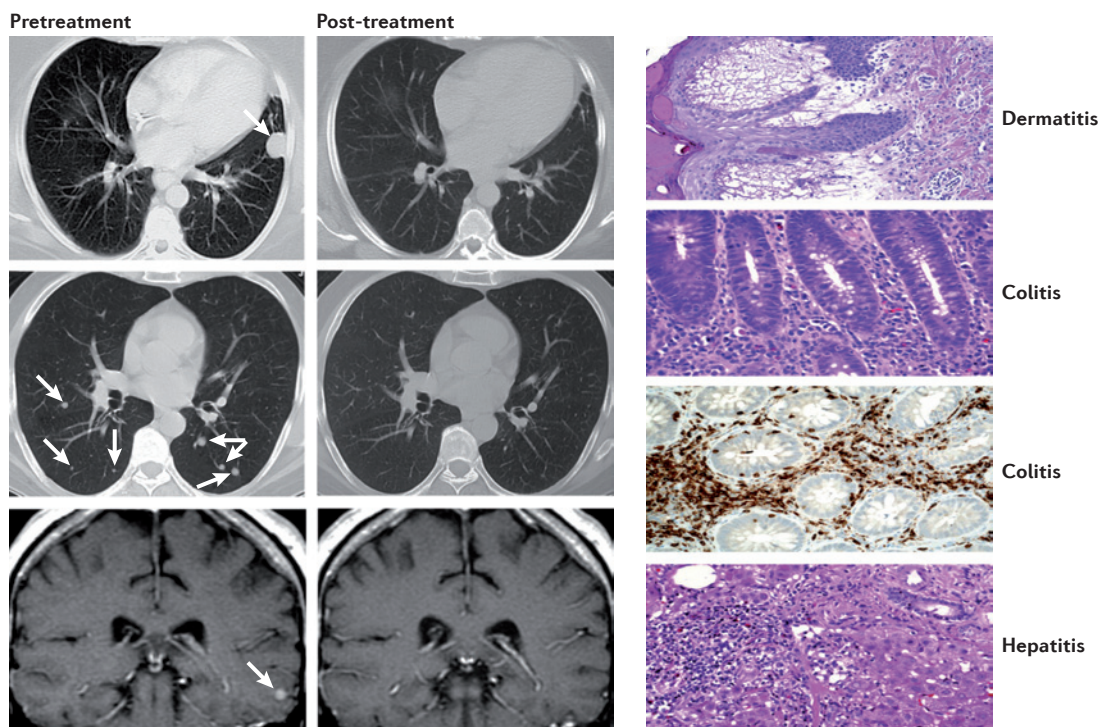 Pretreatment
Post-treatment
Dermatitis
Colitis
Colitis
Hepatitis